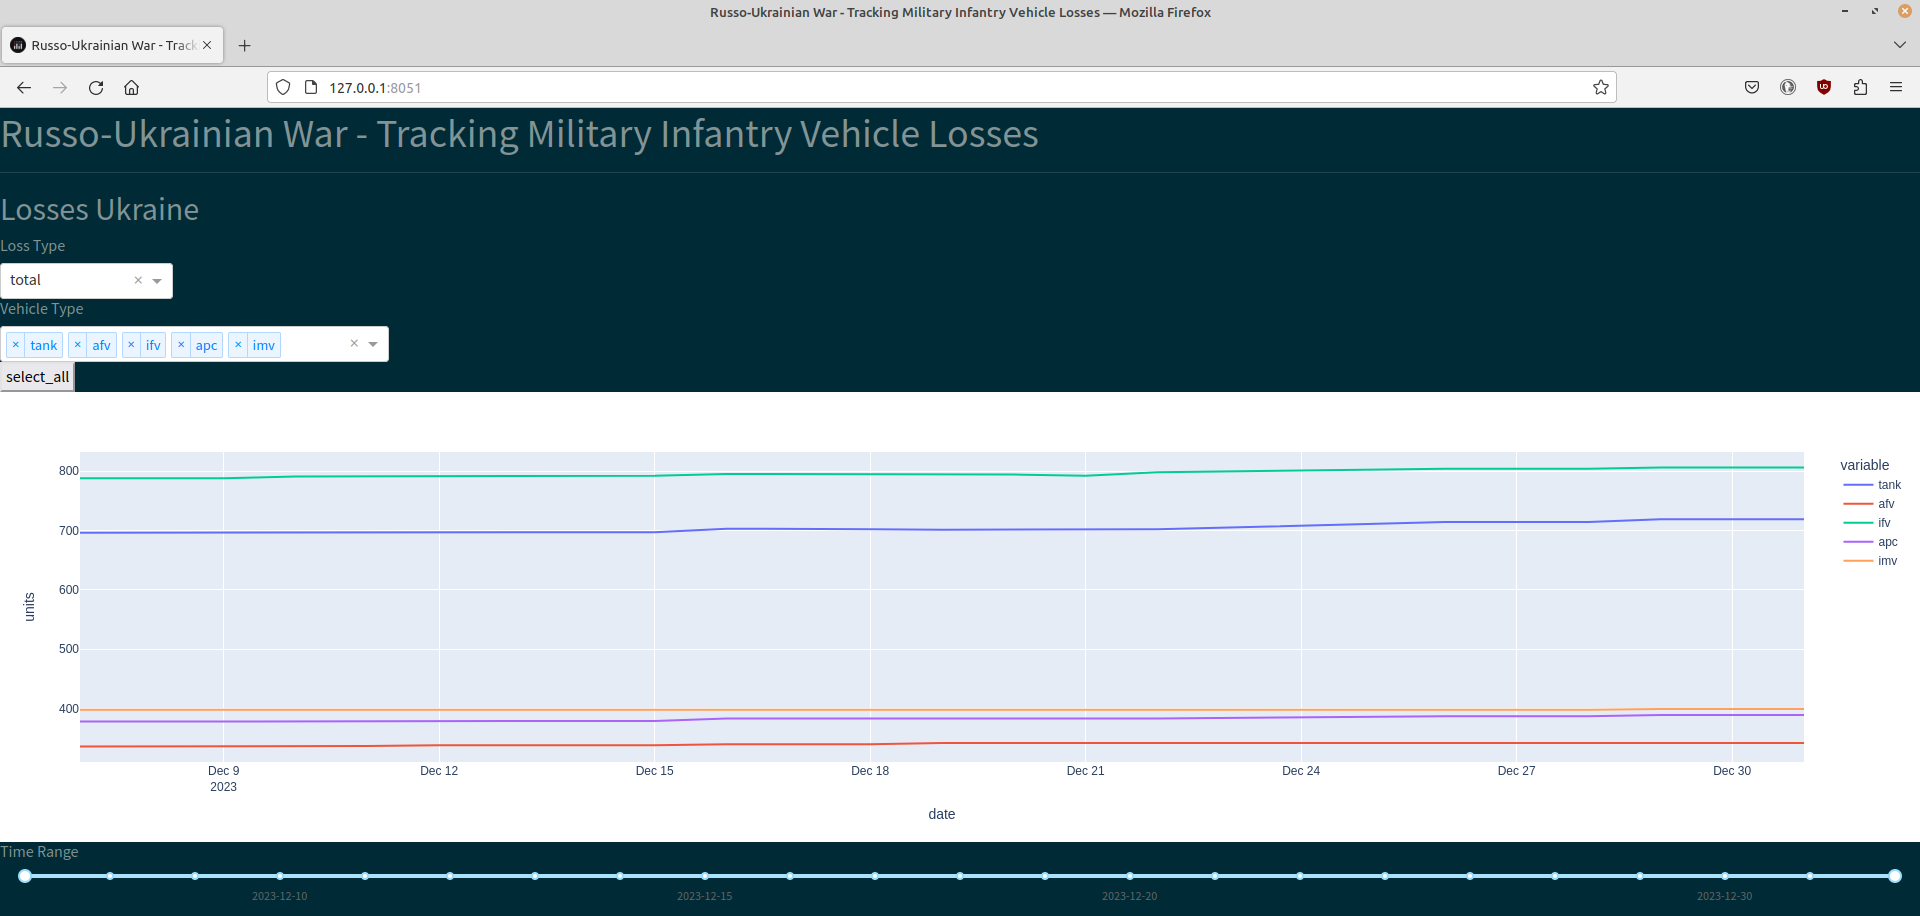 Russo-Ukrainian War - Tracking Military Infantry Vehicle Losses — Mozilla Firefox
Russo-Ukrainian War - Track
127.0.0.1:8051
Russo-Ukrainian War - Tracking Military Infantry Vehicle Losses
Losses Ukraine
Loss Type
total ×
Vehicle Type
× tank × afv × ifv × apc × imv ×
select_all
800
700
600
500
400
units
Dec 9 Dec 12 Dec 15 Dec 18 Dec 21 Dec 24 Dec 27 Dec 30
2023
date
variable
tank
afv
ifv
apc
imv
Time Range
2023-12-10 2023-12-15 2023-12-20 2023-12-30